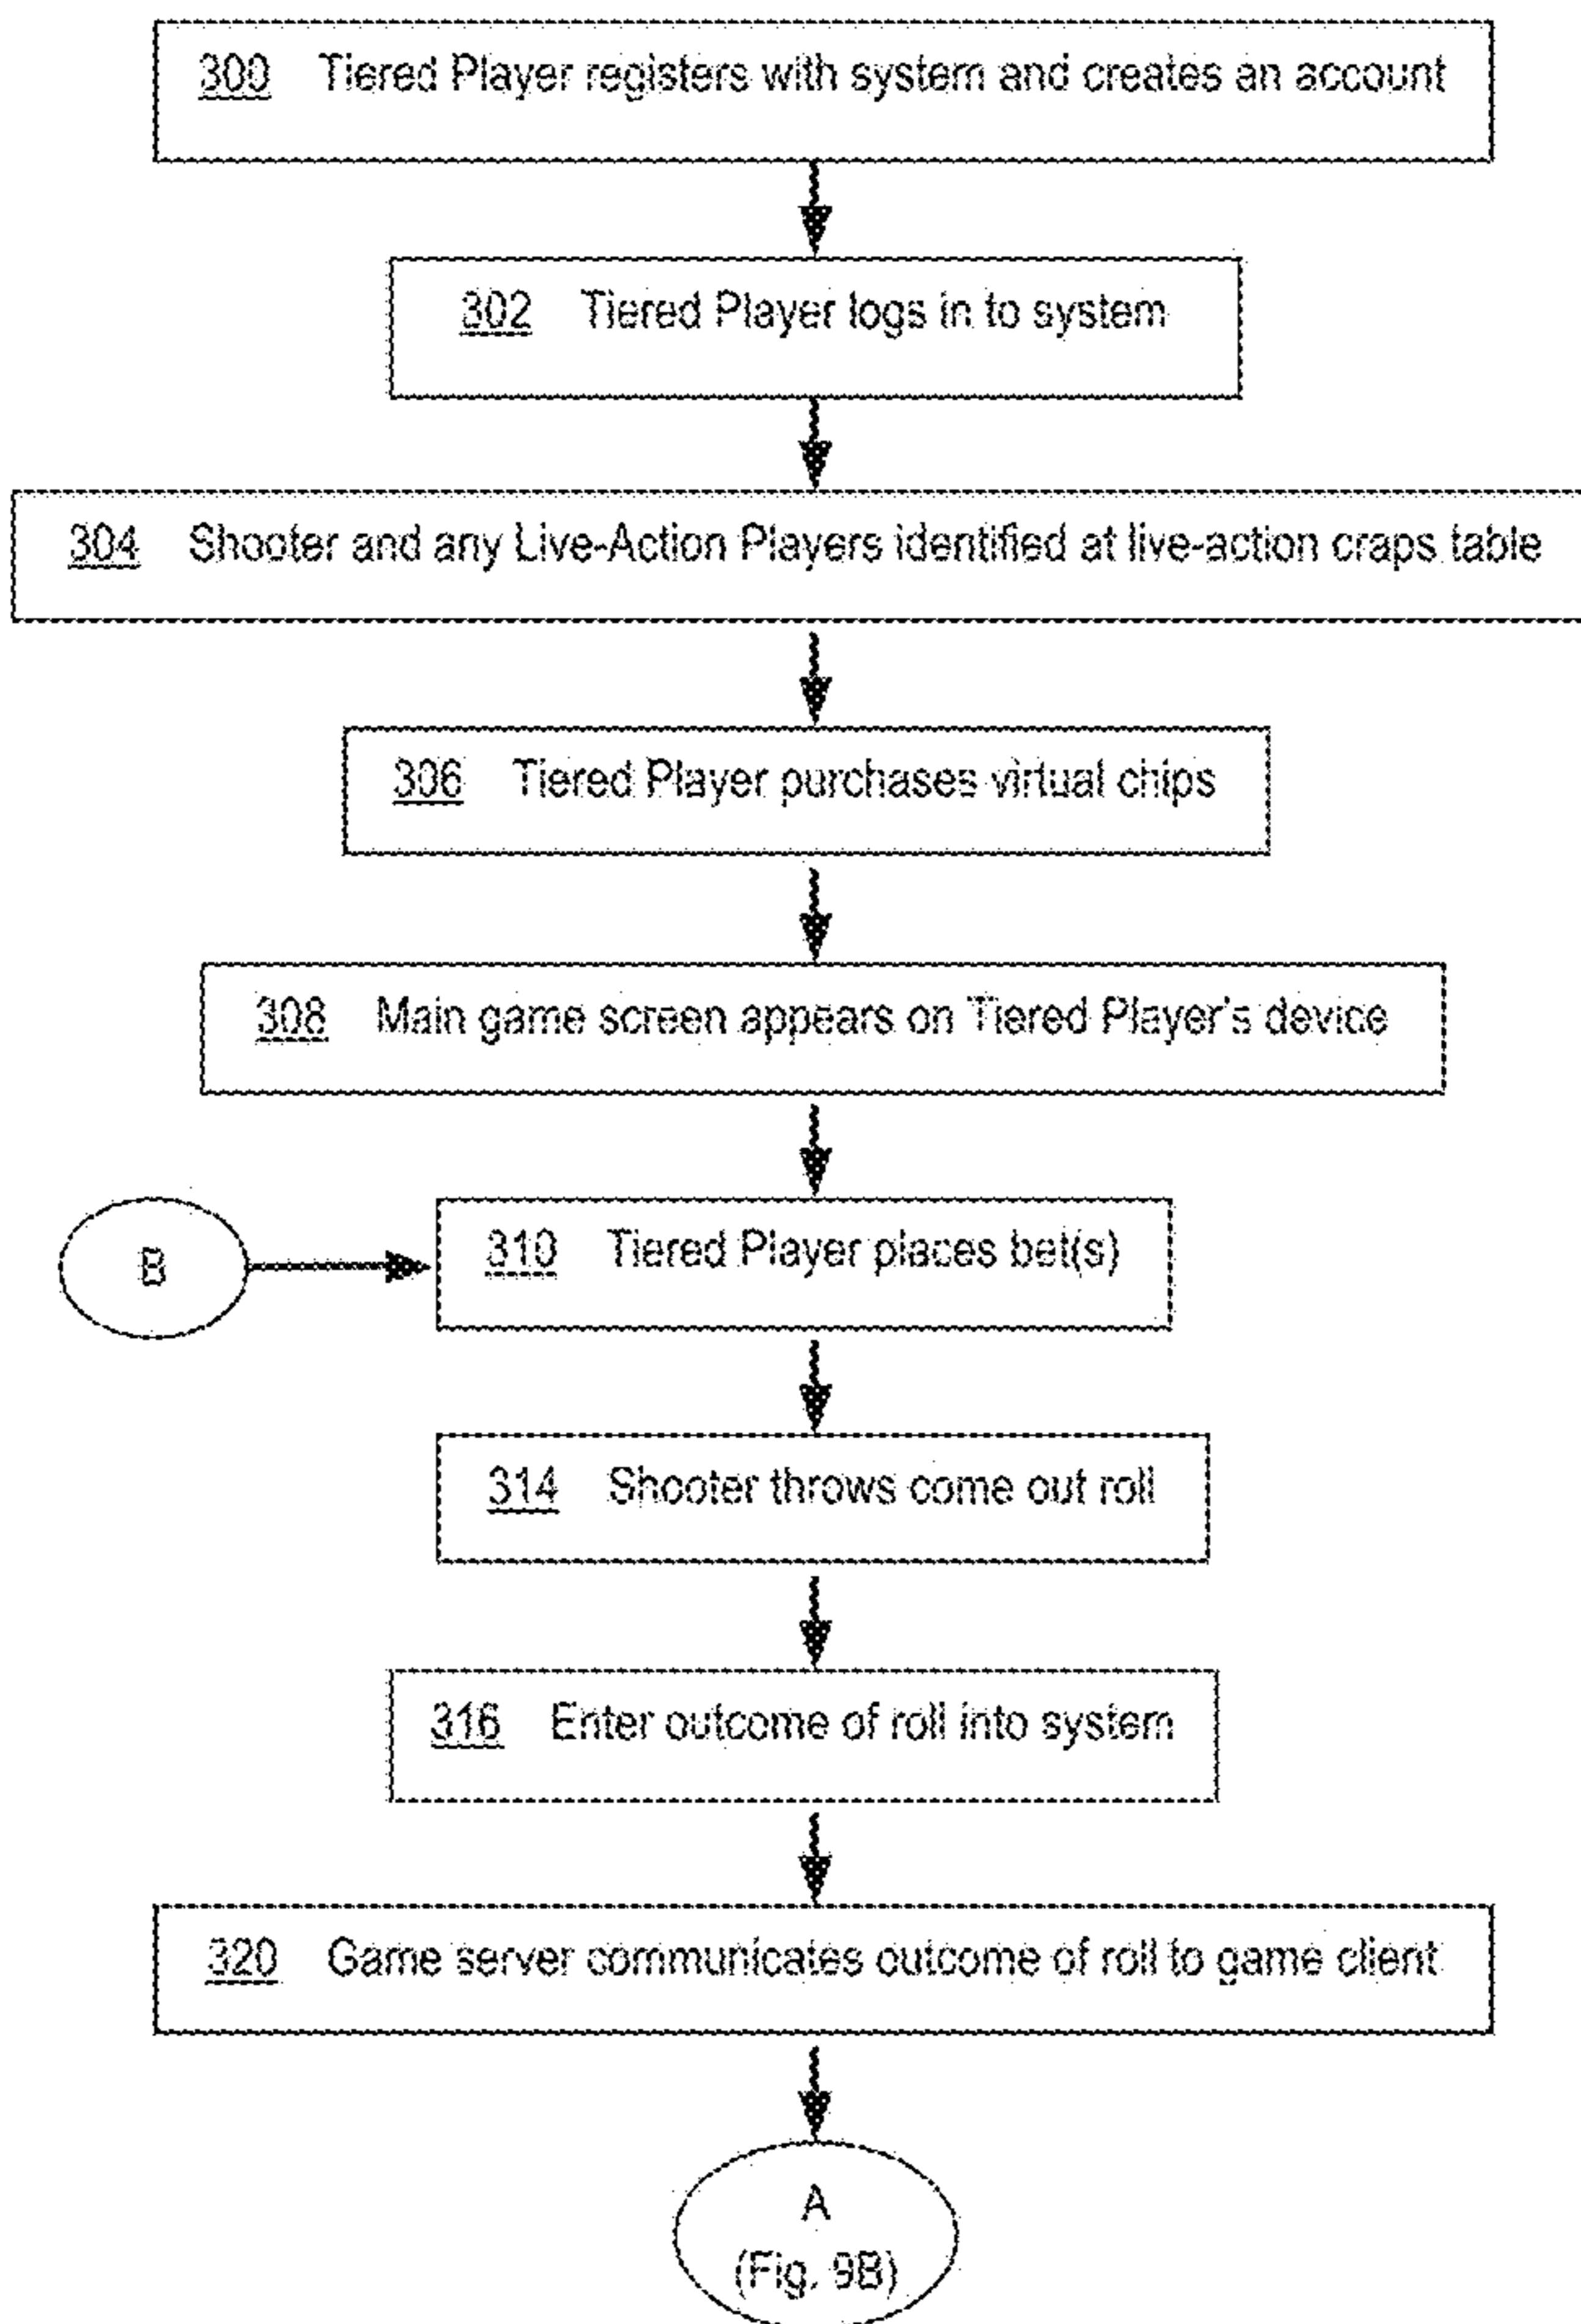 300 Tiered Player registers with system and creates an account
302 Tiered Player logs in to system
304 Shooter and any Live-Action Players identified at live-action craps table
306 Tiered Player purchases virtual chips
308 Main game screen appears on Tiered Player's device
B
310 Tiered Player places bet(s)
314 Shooter throws come out roll
316 Enter outcome of roll into system
320 Game server communicates outcome of roll to game client
A
(Fig. 9B)